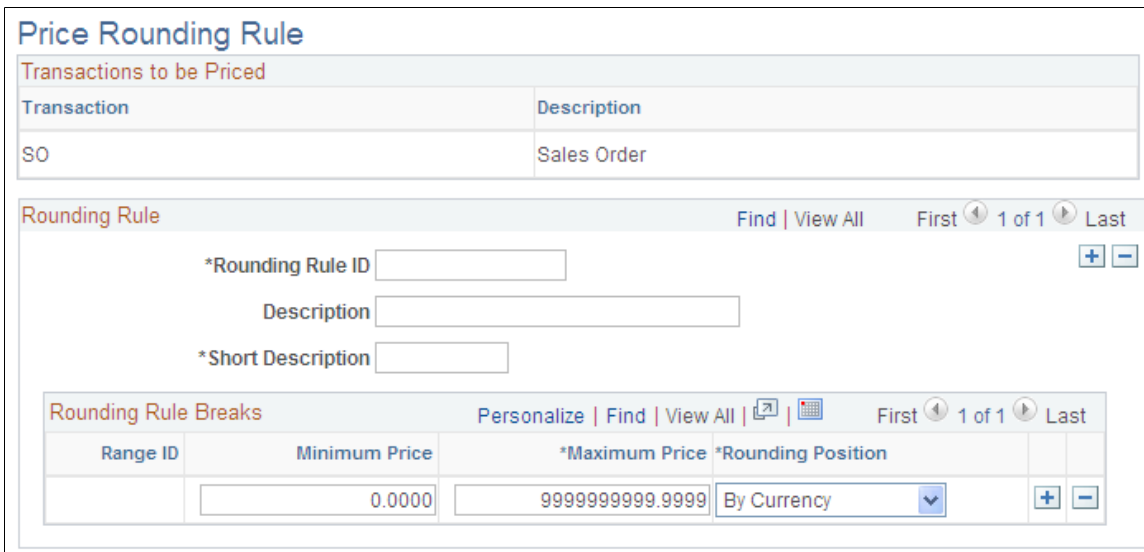 Price Rounding Rule
Transactions to be Priced
Transaction Description
SO Sales Order
Rounding Rule Find | View All First 1 of 1 Last
*Rounding Rule ID
Description
*Short Description
Rounding Rule Breaks Personalize | Find | View All | | First 1 of 1 Last
Range ID Minimum Price *Maximum Price *Rounding Position
0.0000 9999999999.9999 By Currency